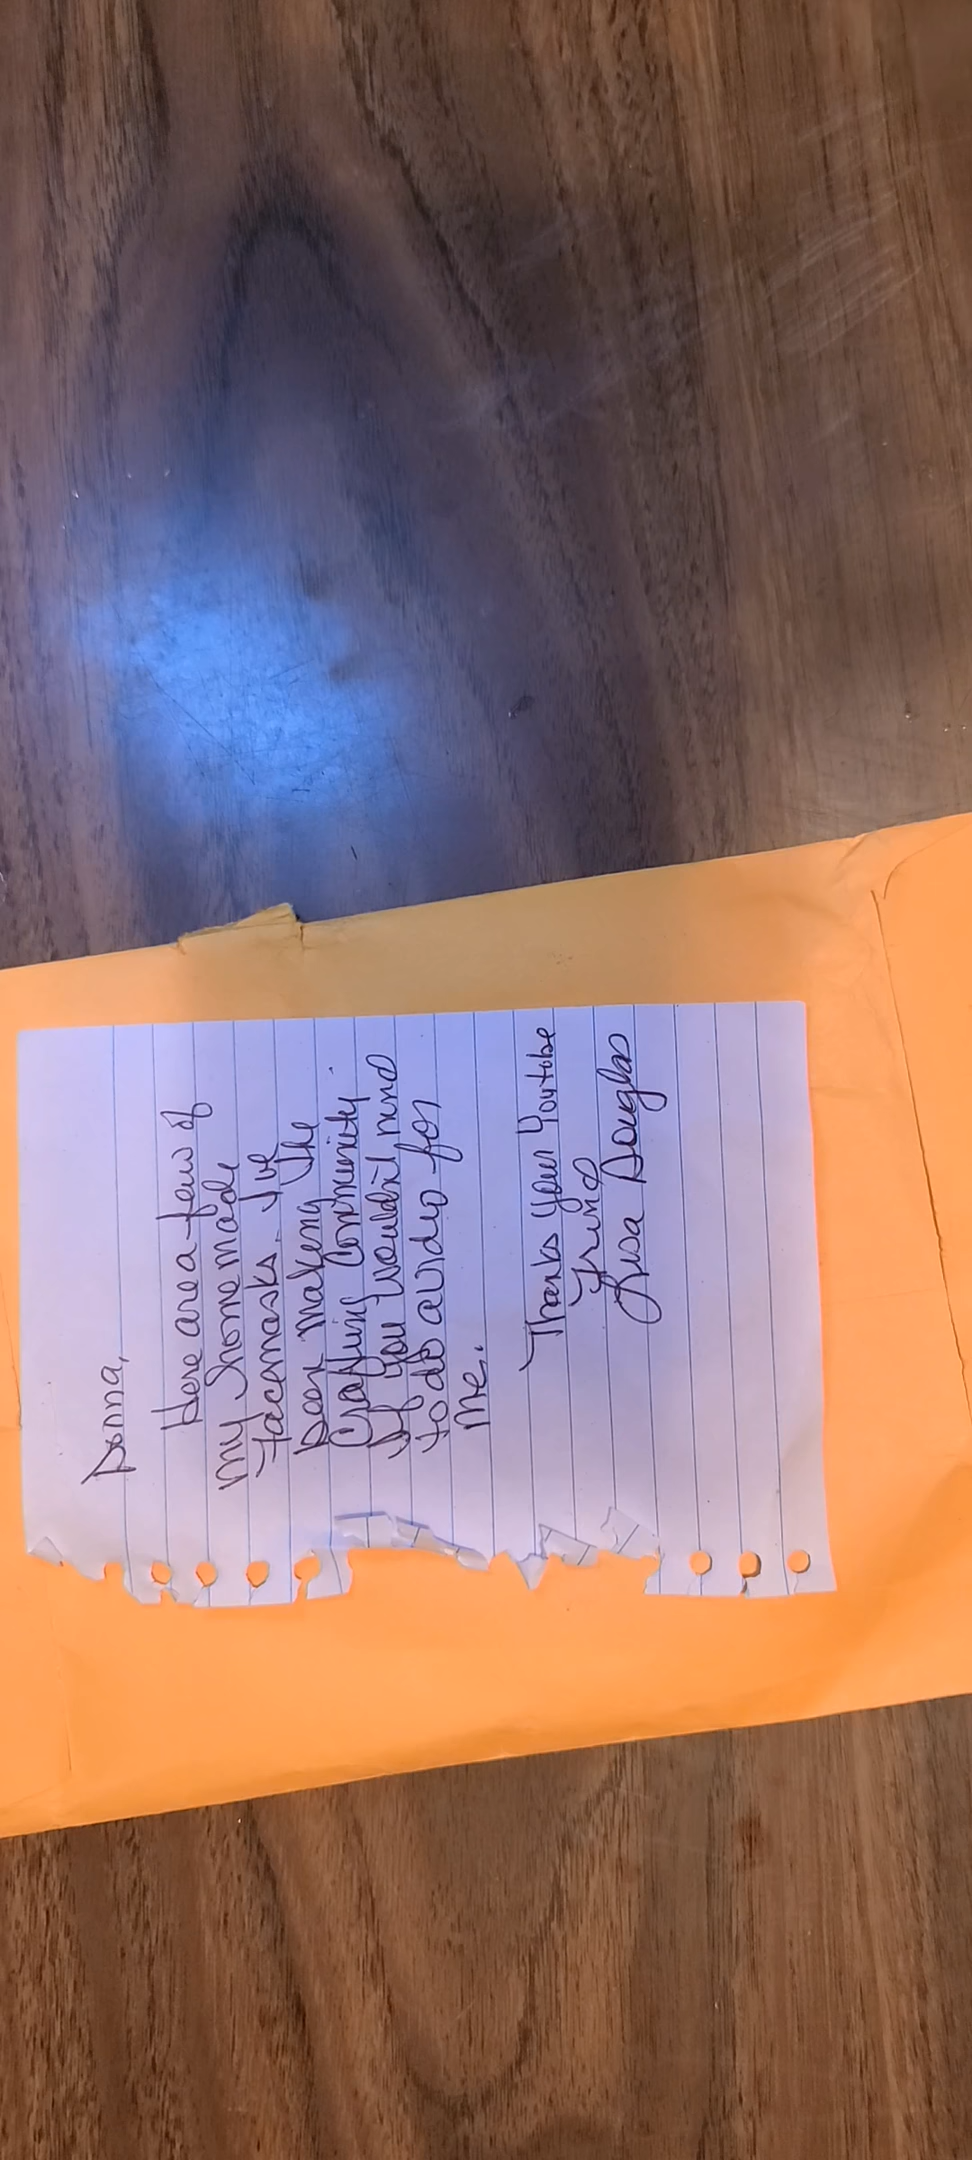 Donna,
Here are a few of
my homemade
facemasks. I've
been making the
Crafting Community.
If you wouldn't mind
to do a video for
me.
Thanks your Youtube
Friend
Lisa Douglas